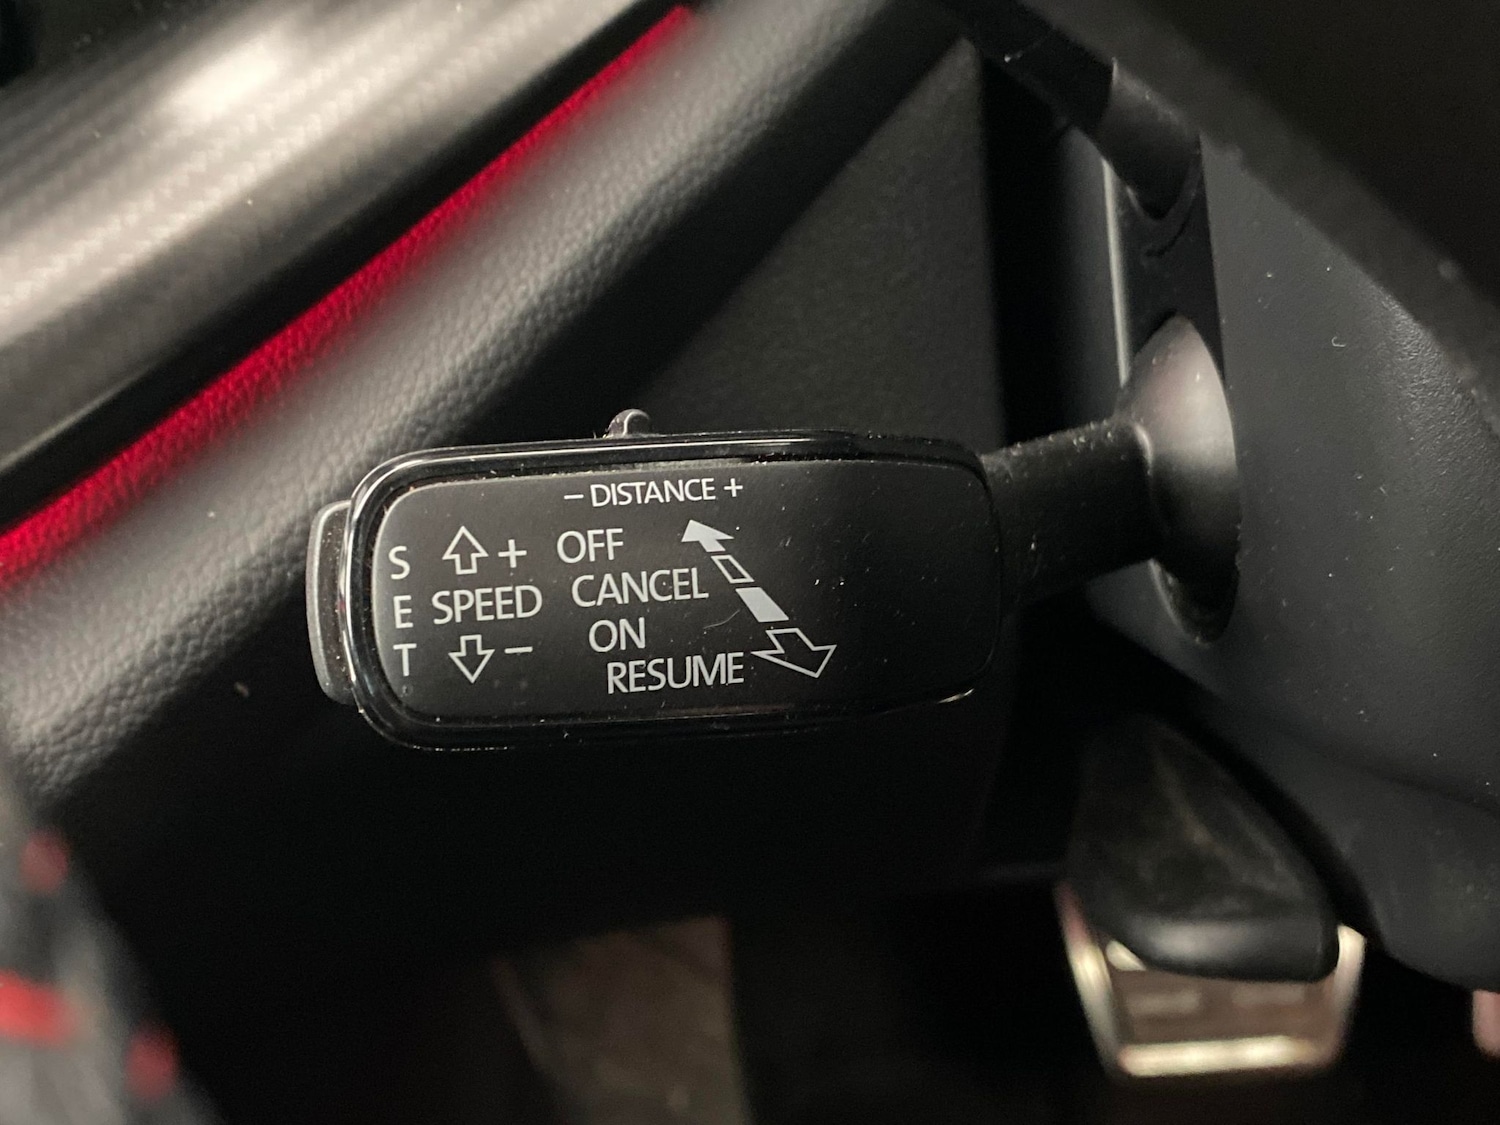 − DISTANCE +
S + OFF
E SPEED CANCEL
T − ON
RESUME